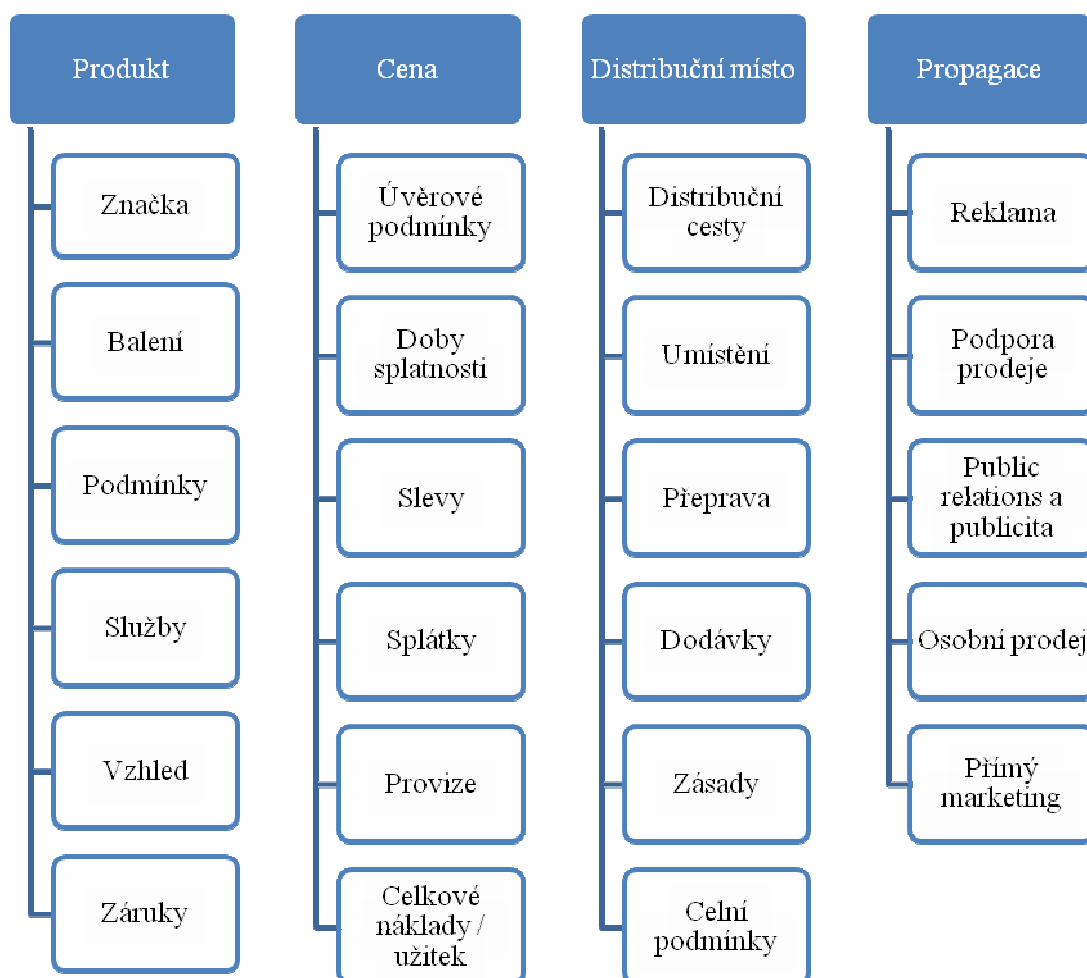 Produkt
Značka
Balení
Podmínky
Služby
Vzhled
Záruky
Cena
Úvěrové
podmínky
Doby
splatnosti
Slevy
Splátky
Provize
Celkové
náklady /
užitek
Distribuční místo
Distribuční
cesty
Umístění
Přeprava
Dodávky
Zásady
Celní
podmínky
Propagace
Reklama
Podpora
prodeje
Public
relations a
publicita
Osobní prodej
Přímý
marketing